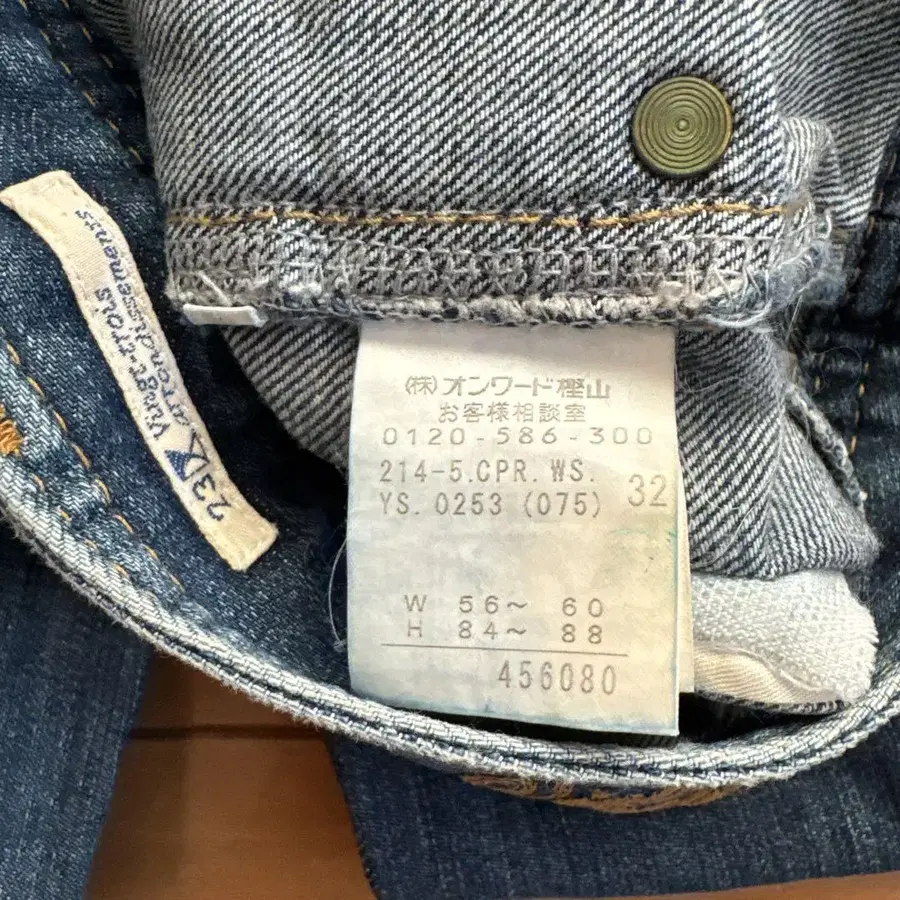 23区
Vingt-trois
arrondissements
(株)オンワード樫山
お客様相談室
0120-586-300
214-5.CPR.WS.
YS.0253 (075) 32
W 56〜 60
H 84〜 88
456080